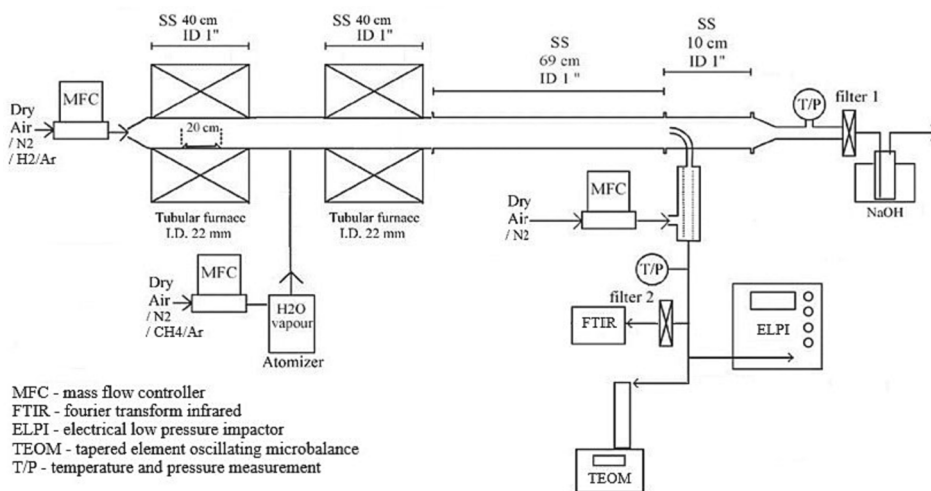 SS 40 cm
ID 1"
SS 40 cm
ID 1"
SS
69 cm
ID 1"
SS
10 cm
ID 1"
MFC
Dry
Air
/ N2
/ H2/Ar
20 cm
T/P
filter 1
NaOH
Tubular furnace
I.D. 22 mm
Tubular furnace
I.D. 22 mm
MFC
Dry
Air
/ N2
MFC
Dry
Air
/ N2
/ CH4/Ar
H2O
vapour
Atomizer
T/P
filter 2
FTIR
ELPI
TEOM
MFC - mass flow controller
FTIR - fourier transform infrared
ELPI - electrical low pressure impactor
TEOM - tapered element oscillating microbalance
T/P - temperature and pressure measurement